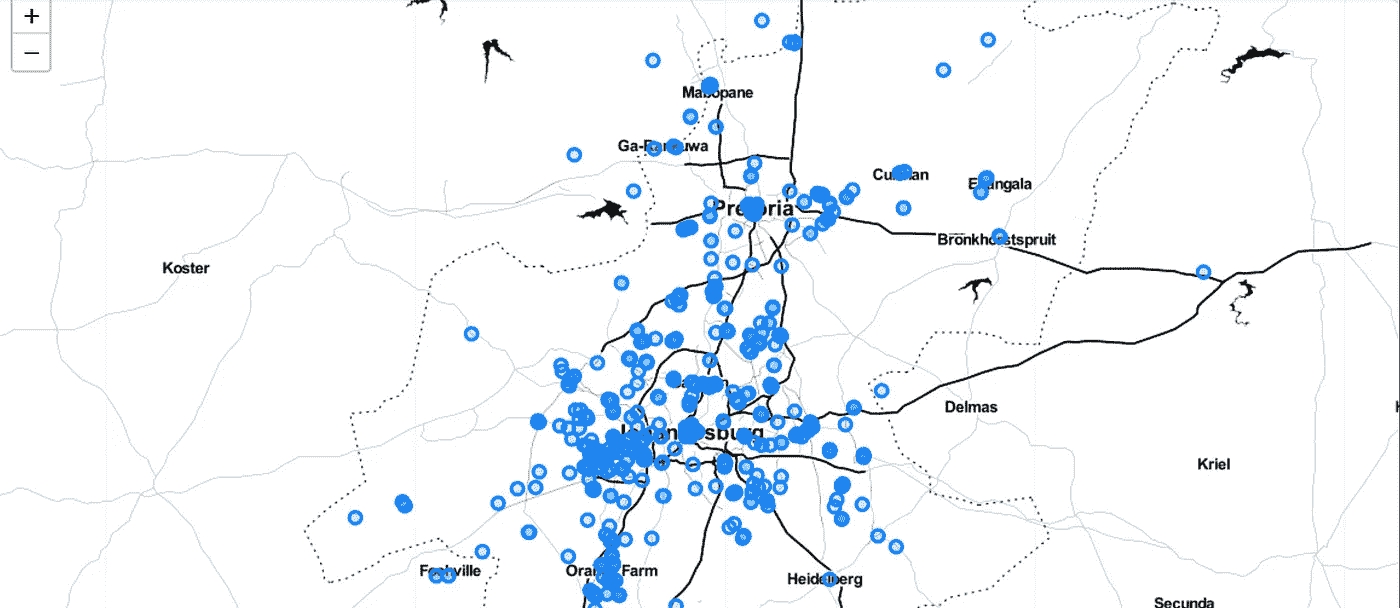 +
−
Mabopane
Ga-Rankuwa
Cullinan
Ekangala
Pretoria
Bronkhorstspruit
Koster
Delmas
Johannesburg
Kriel
Fochville
Orange Farm
Heidelberg
Secunda